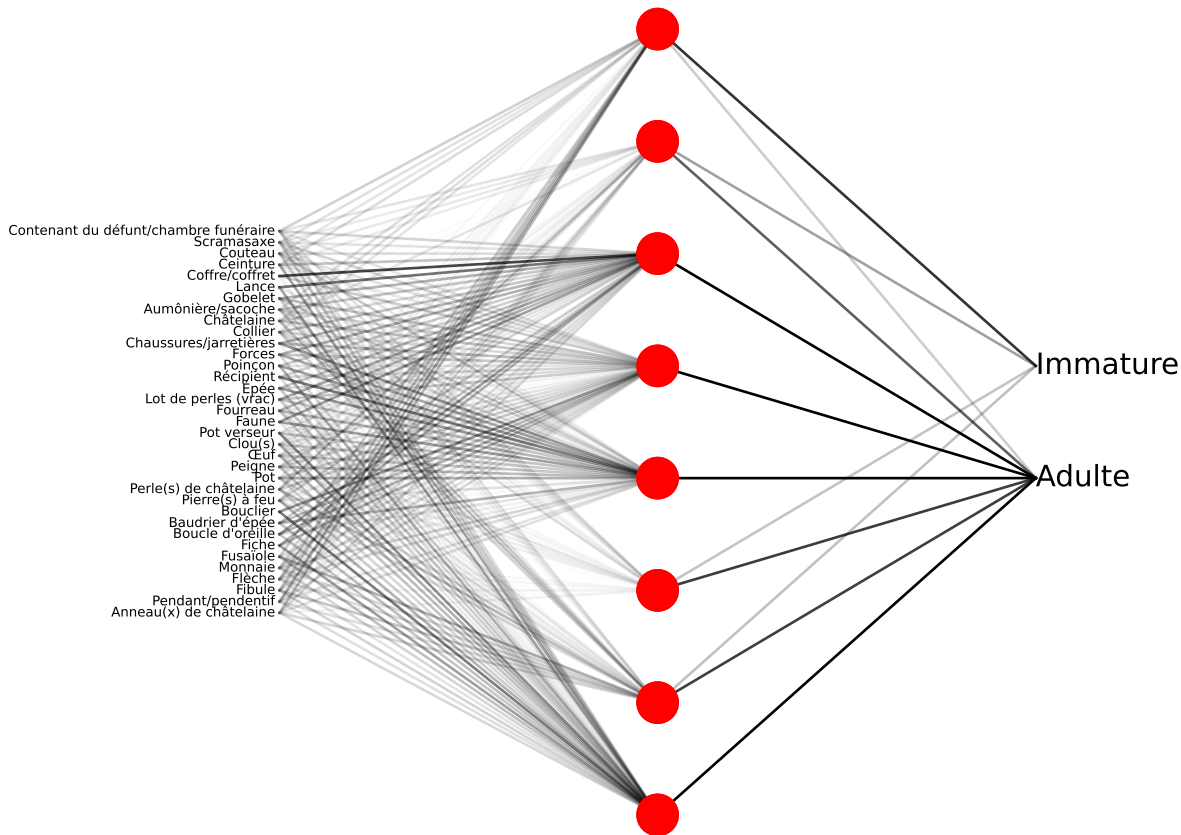 Contenant du défunt/chambre funéraire
Scramasaxe
Couteau
Ceinture
Coffre/coffret
Lance
Gobelet
Aumônière/sacoche
Châtelaine
Collier
Chaussures/jarretières
Forces
Poinçon
Récipient
Épée
Lot de perles (vrac)
Fourreau
Faune
Pot verseur
Clou(s)
Œuf
Peigne
Pot
Perle(s) de châtelaine
Pierre(s) à feu
Bouclier
Baudrier d'épée
Boucle d'oreille
Fiche
Fusaïole
Monnaie
Flèche
Fibule
Pendant/pendentif
Anneau(x) de châtelaine
Immature
Adulte